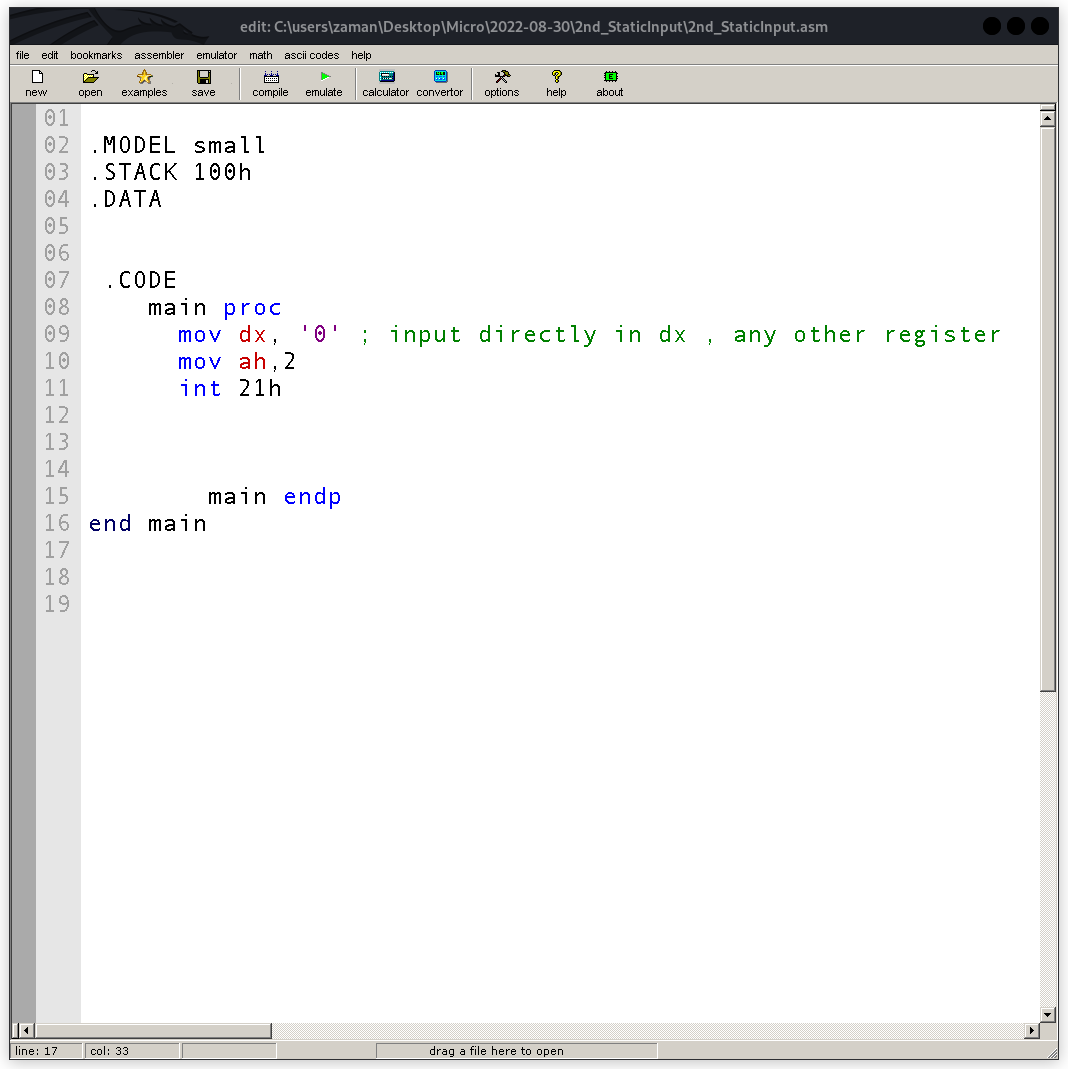 edit: C:\users\zaman\Desktop\Micro\2022-08-30\2nd_StaticInput\2nd_StaticInput.asm
file edit bookmarks assembler emulator math ascii codes help
new open examples save compile emulate calculator convertor options help about
01
02 .MODEL small
03 .STACK 100h
04 .DATA
05
06
07 .CODE
08 main proc
09 mov dx, '0' ; input directly in dx , any other register
10 mov ah,2
11 int 21h
12
13
14
15 main endp
16 end main
17
18
19
line: 17 col: 33 drag a file here to open